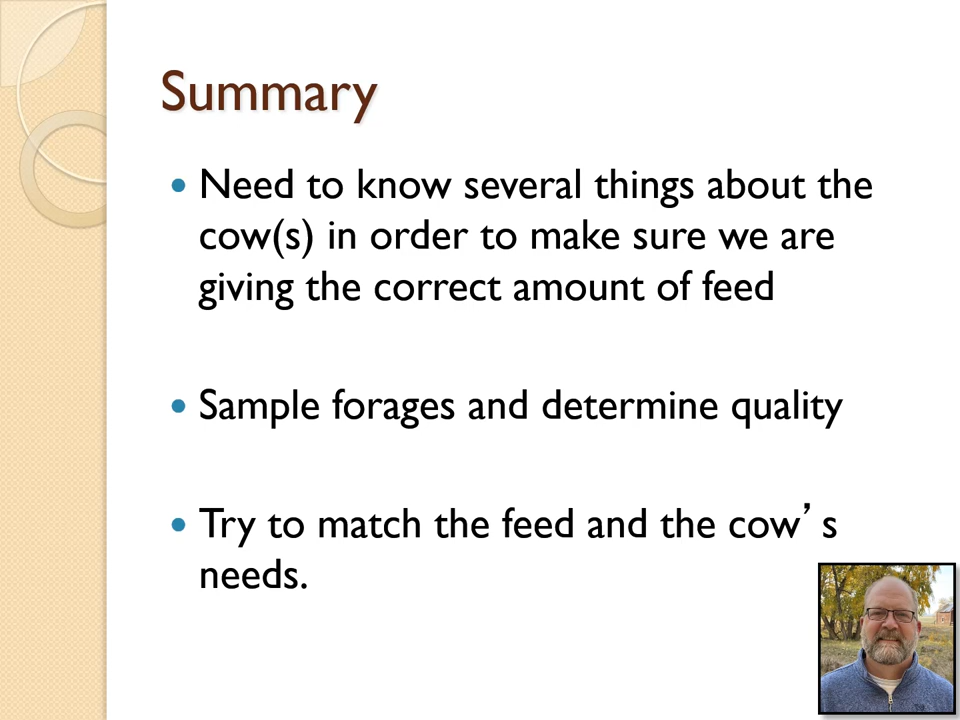 Summary
• Need to know several things about the
cow(s) in order to make sure we are
giving the correct amount of feed
• Sample forages and determine quality
• Try to match the feed and the cow’s
needs.